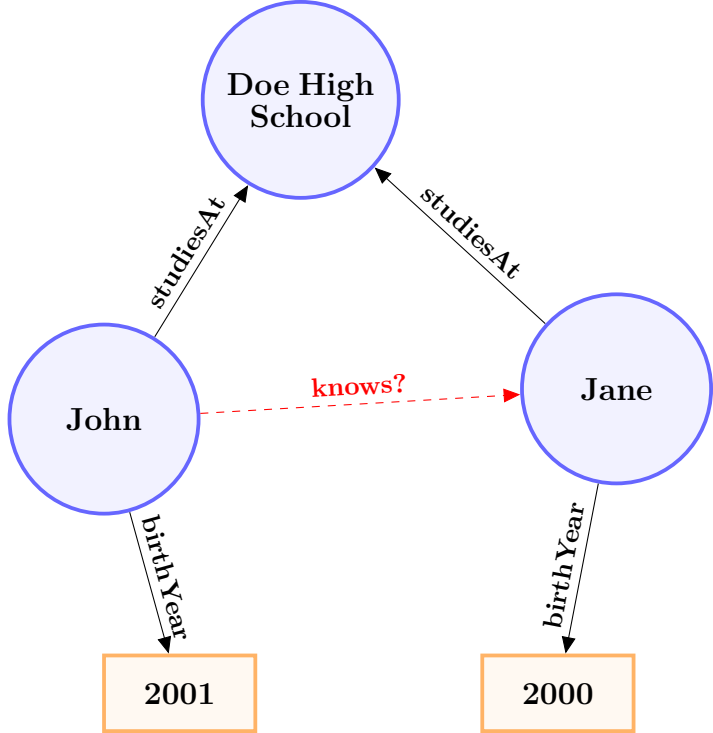 Doe High
School
studiesAt
studiesAt
knows?
John
Jane
birthYear
birthYear
2001
2000